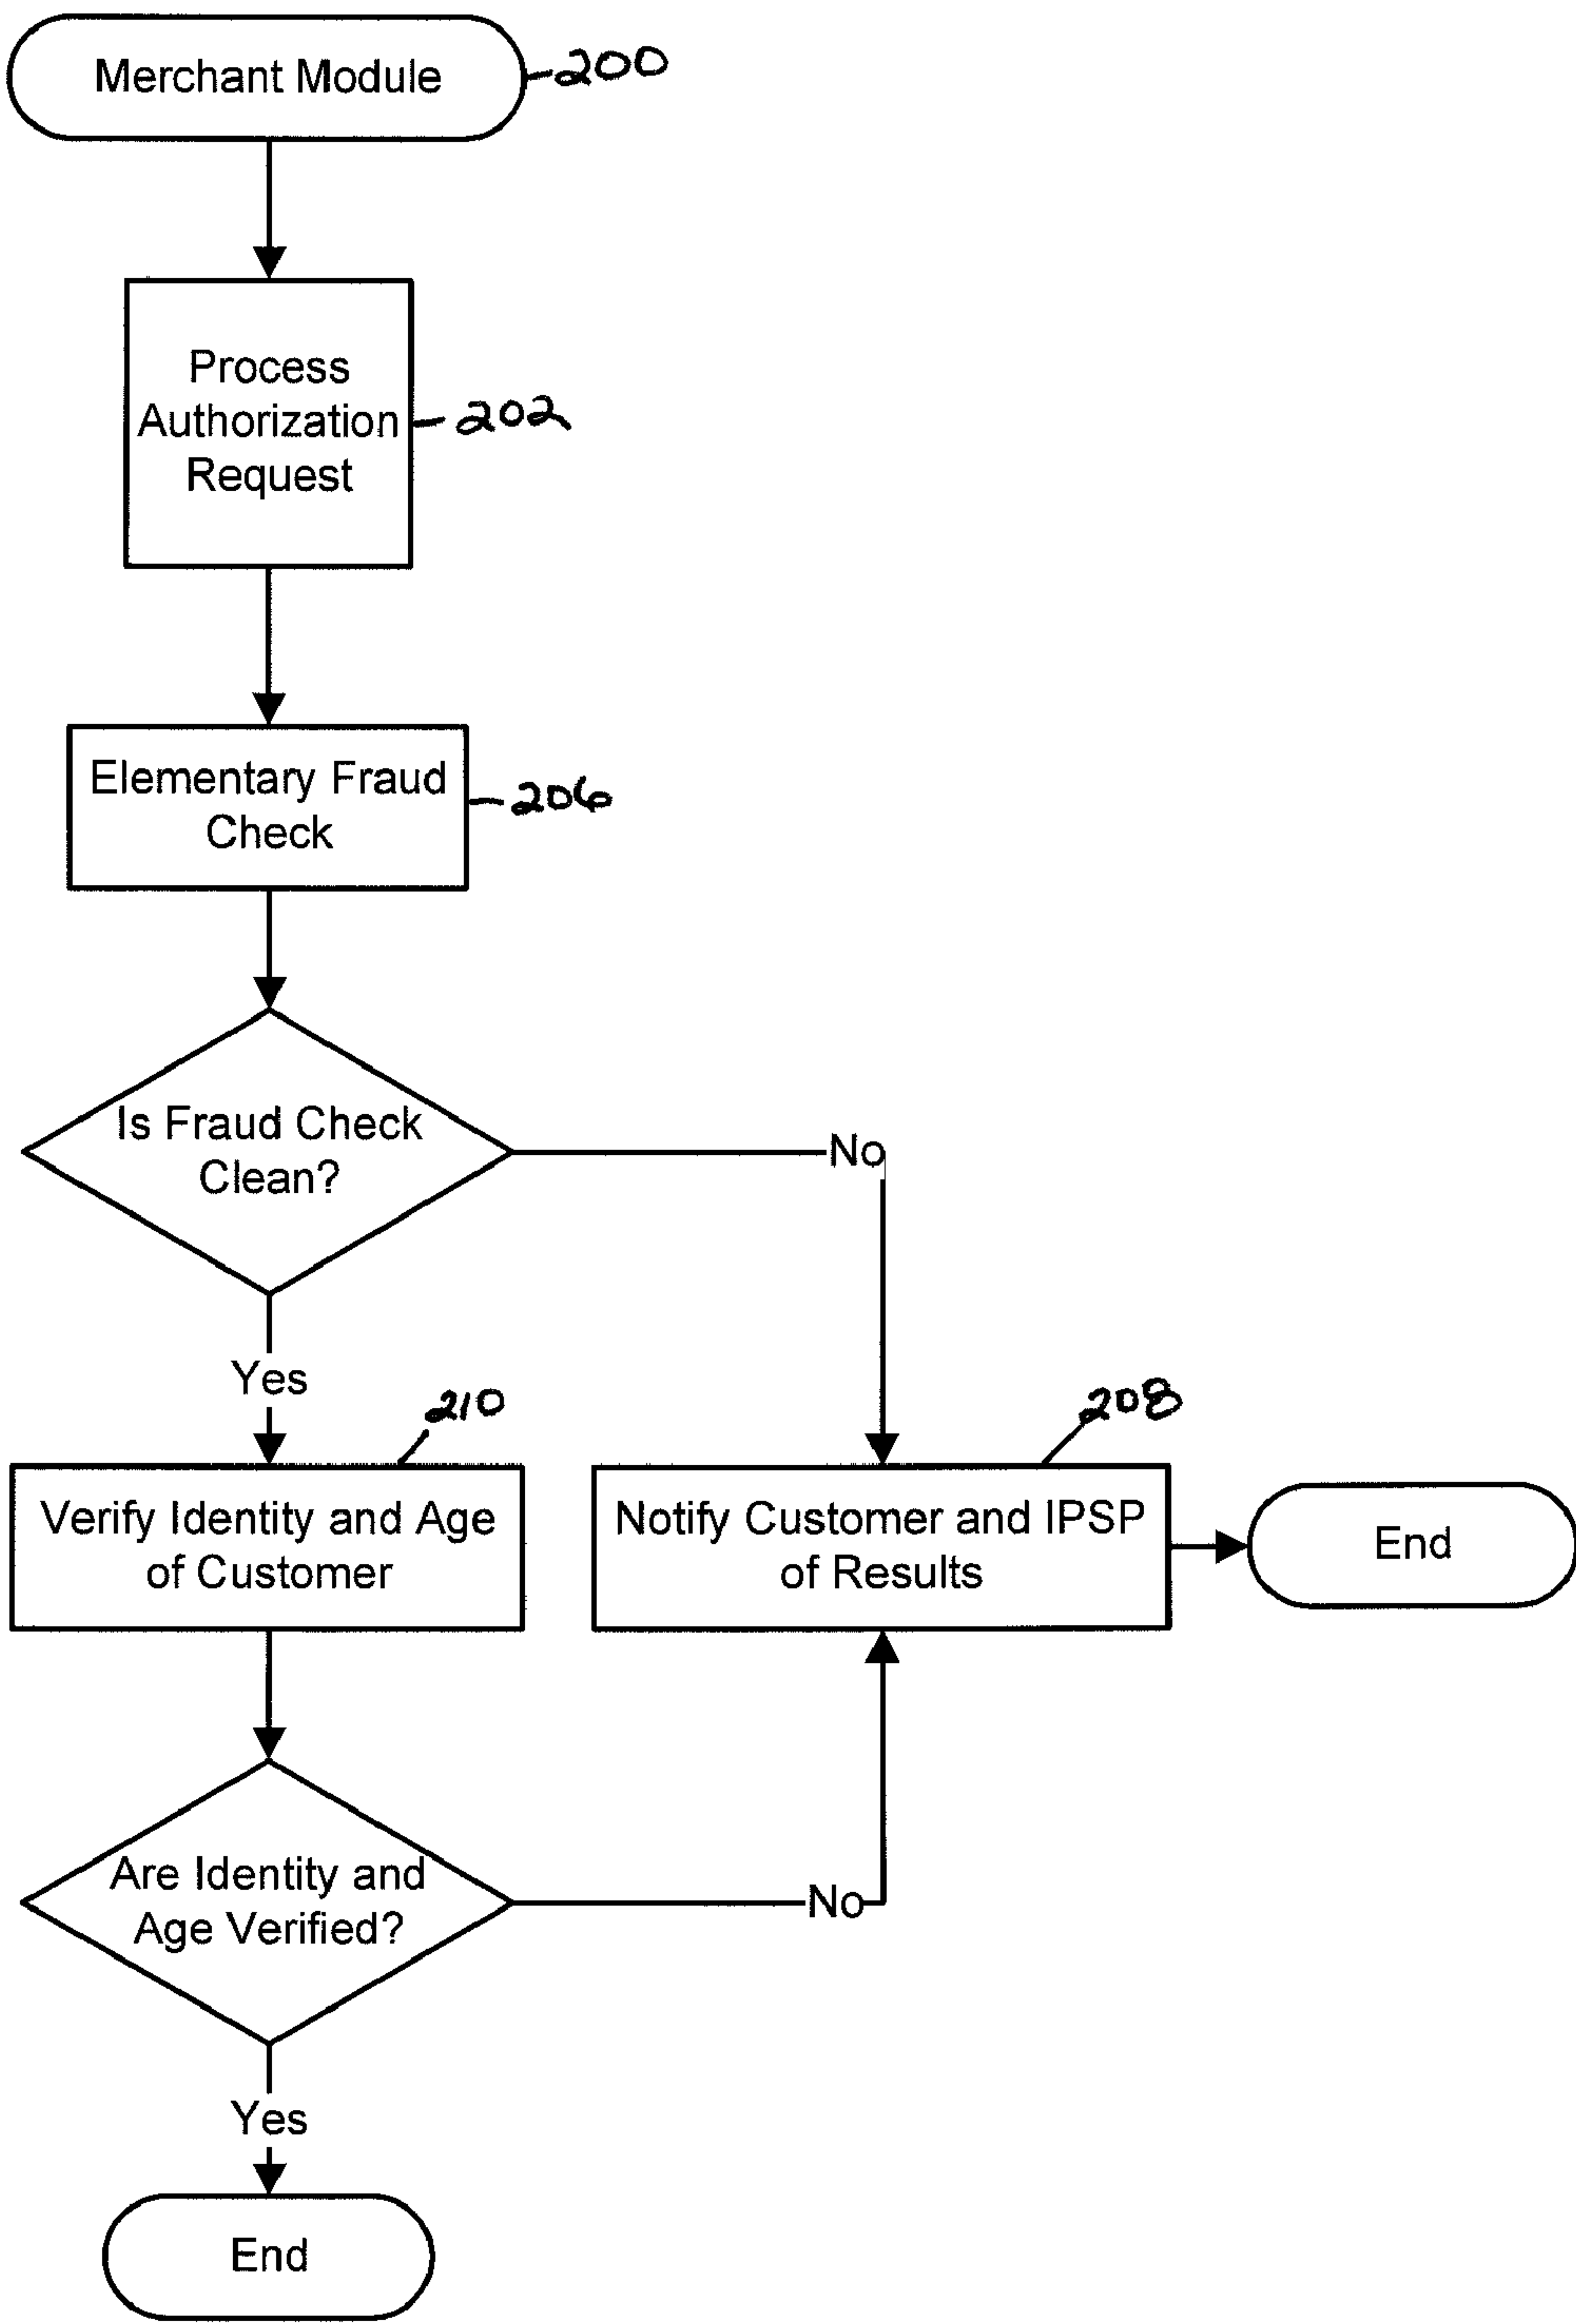 Merchant Module
200
Process
Authorization
Request
202
Elementary Fraud
Check
206
Is Fraud Check
Clean?
No
Yes
210
208
Verify Identity and Age
of Customer
Notify Customer and IPSP
of Results
End
Are Identity and
Age Verified?
No
Yes
End